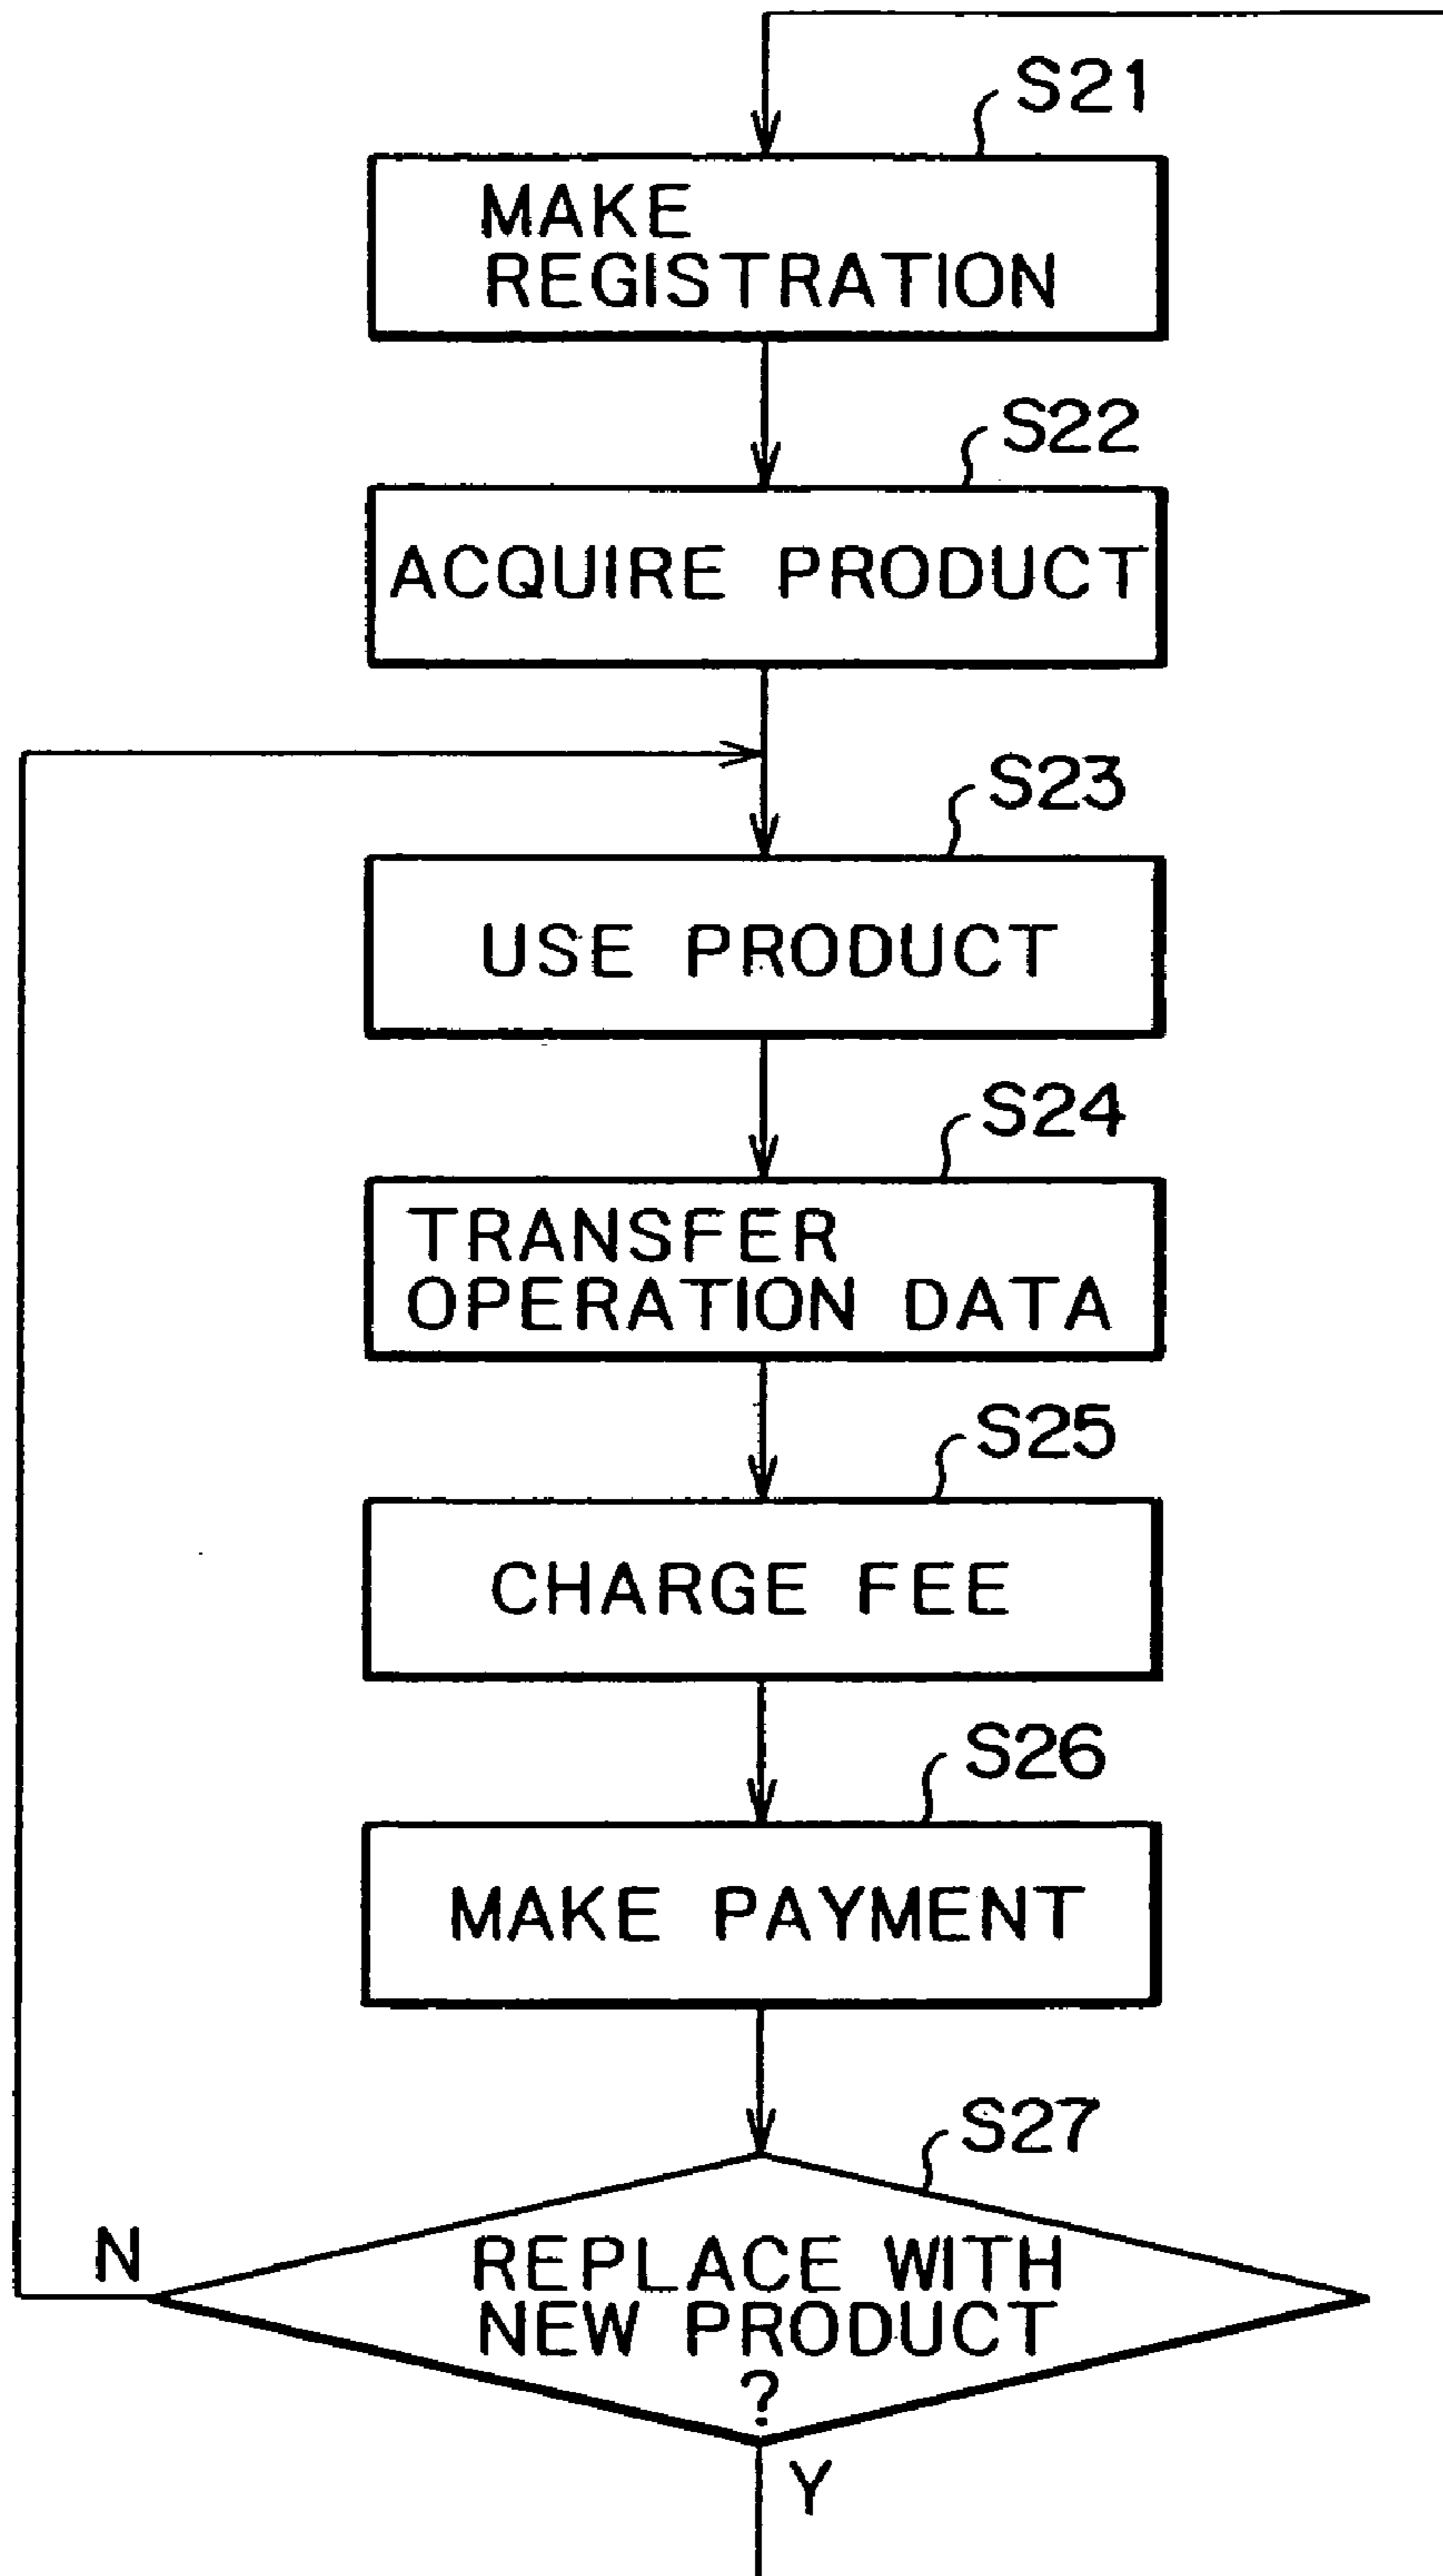 S21
MAKE
REGISTRATION
S22
ACQUIRE PRODUCT
S23
USE PRODUCT
S24
TRANSFER
OPERATION DATA
S25
CHARGE FEE
S26
MAKE PAYMENT
S27
N
REPLACE WITH
NEW PRODUCT
?
Y